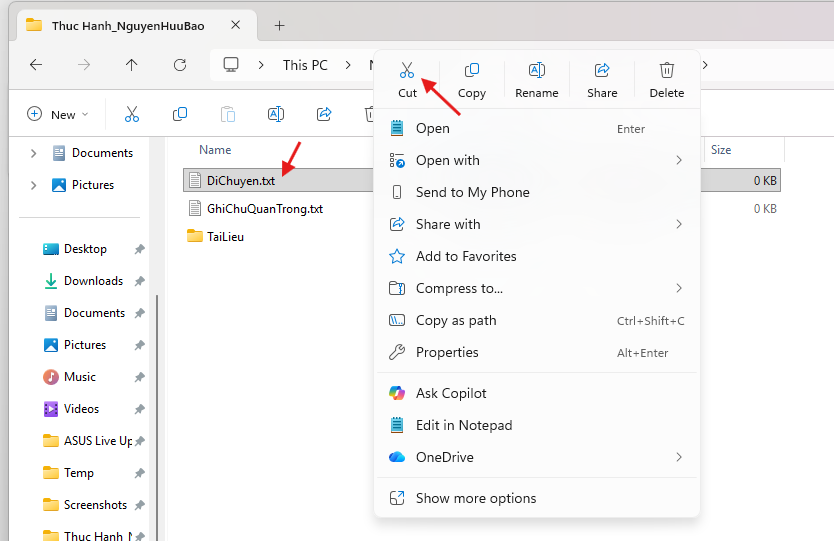 Thuc Hanh_NguyenHuuBao
This PC
Cut
Copy
Rename
Share
Delete
New
Name
Size
Documents
Pictures
DiChuyen.txt
0 KB
GhiChuQuanTrong.txt
0 KB
TaiLieu
Desktop
Downloads
Documents
Pictures
Music
Videos
ASUS Live Up
Temp
Screenshots
Thuc Hanh_N
Open
Enter
Open with
Send to My Phone
Share with
Add to Favorites
Compress to...
Copy as path
Ctrl+Shift+C
Properties
Alt+Enter
Ask Copilot
Edit in Notepad
OneDrive
Show more options